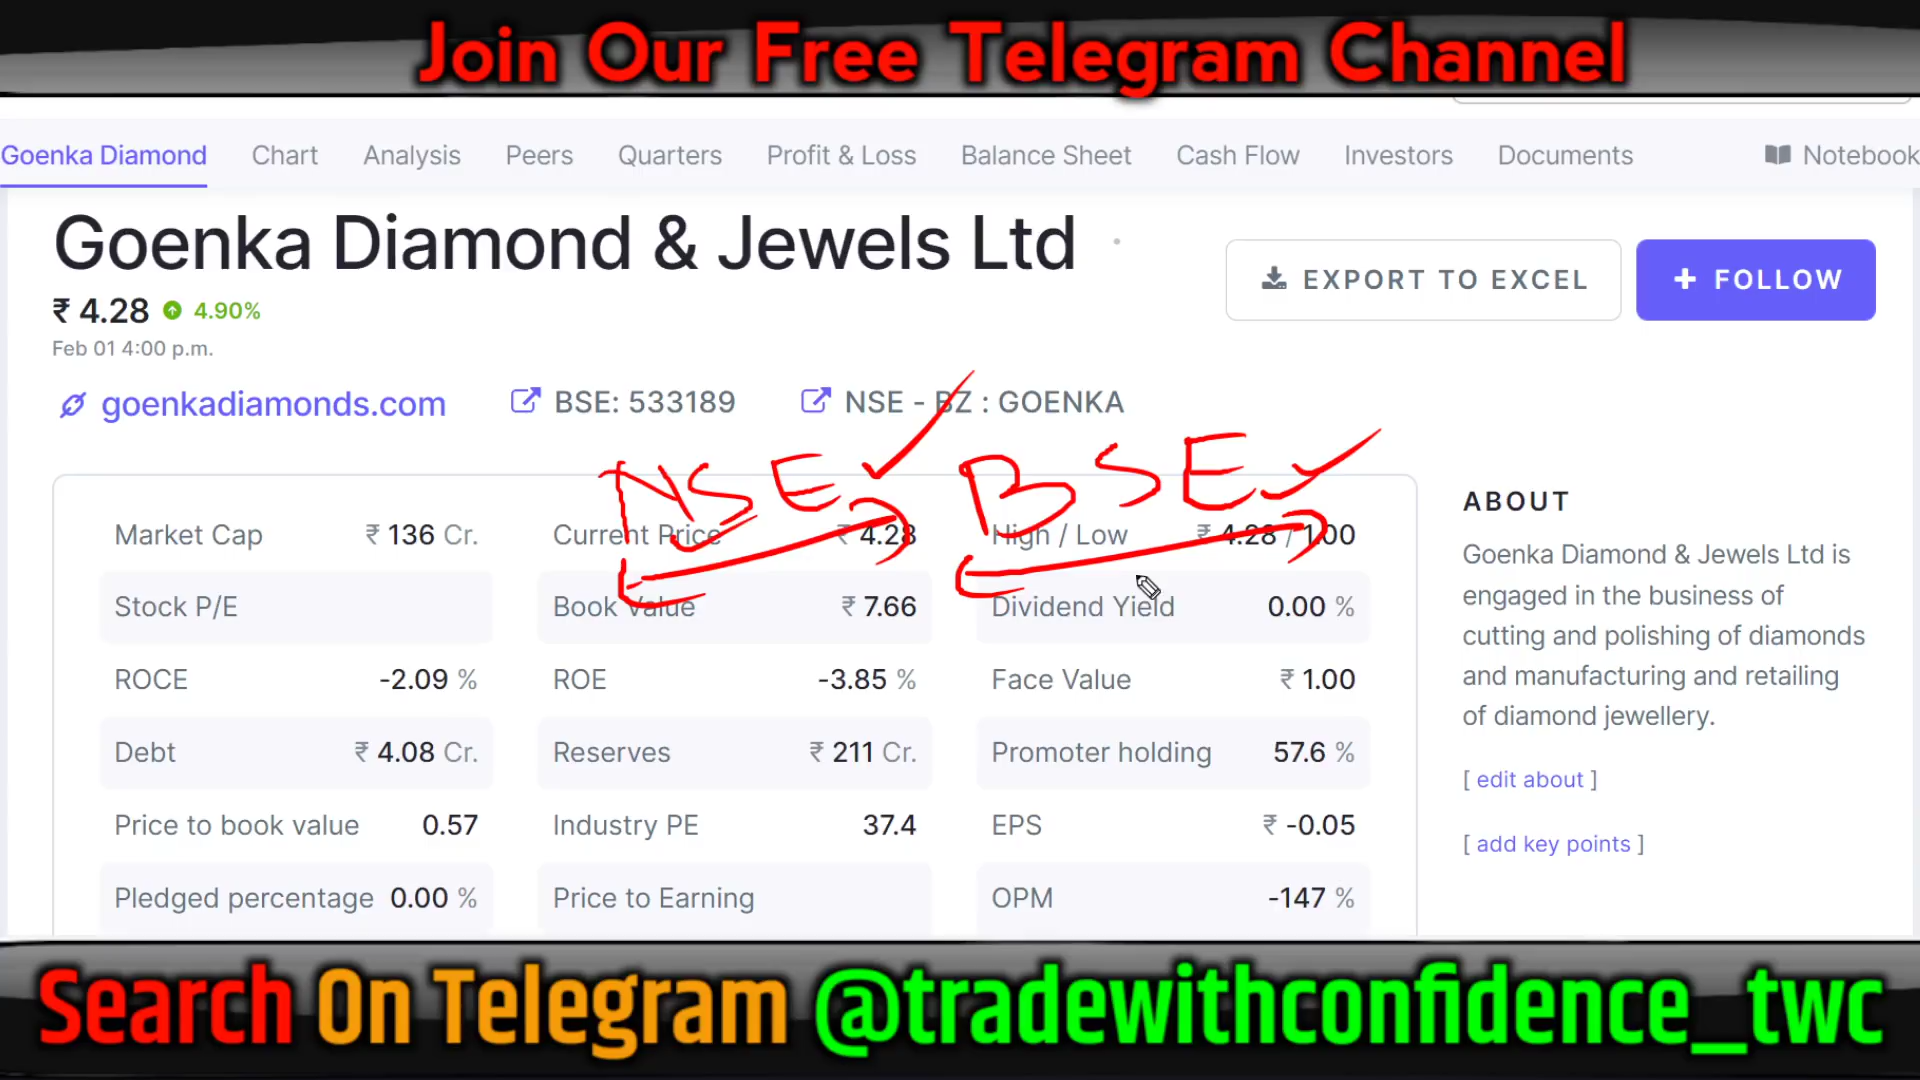 Join Our Free Telegram Channel
Goenka Diamond Chart Analysis Peers Quarters Profit & Loss Balance Sheet Cash Flow Investors Documents Notebook
Goenka Diamond & Jewels Ltd
EXPORT TO EXCEL + FOLLOW
₹ 4.28 4.90%
Feb 01 4:00 p.m.
goenkadiamonds.com BSE: 533189 NSE - BZ : GOENKA
NSE BSE
Market Cap ₹ 136 Cr. Current Price ₹ 4.28 High / Low ₹ 4.28 / 1.00
Stock P/E Book Value ₹ 7.66 Dividend Yield 0.00 %
ROCE -2.09 % ROE -3.85 % Face Value ₹ 1.00
Debt ₹ 4.08 Cr. Reserves ₹ 211 Cr. Promoter holding 57.6 %
Price to book value 0.57 Industry PE 37.4 EPS ₹ -0.05
Pledged percentage 0.00 % Price to Earning OPM -147 %
ABOUT
Goenka Diamond & Jewels Ltd is
engaged in the business of
cutting and polishing of diamonds
and manufacturing and retailing
of diamond jewellery.
[ edit about ]
[ add key points ]
Search On Telegram @tradewithconfidence_twc